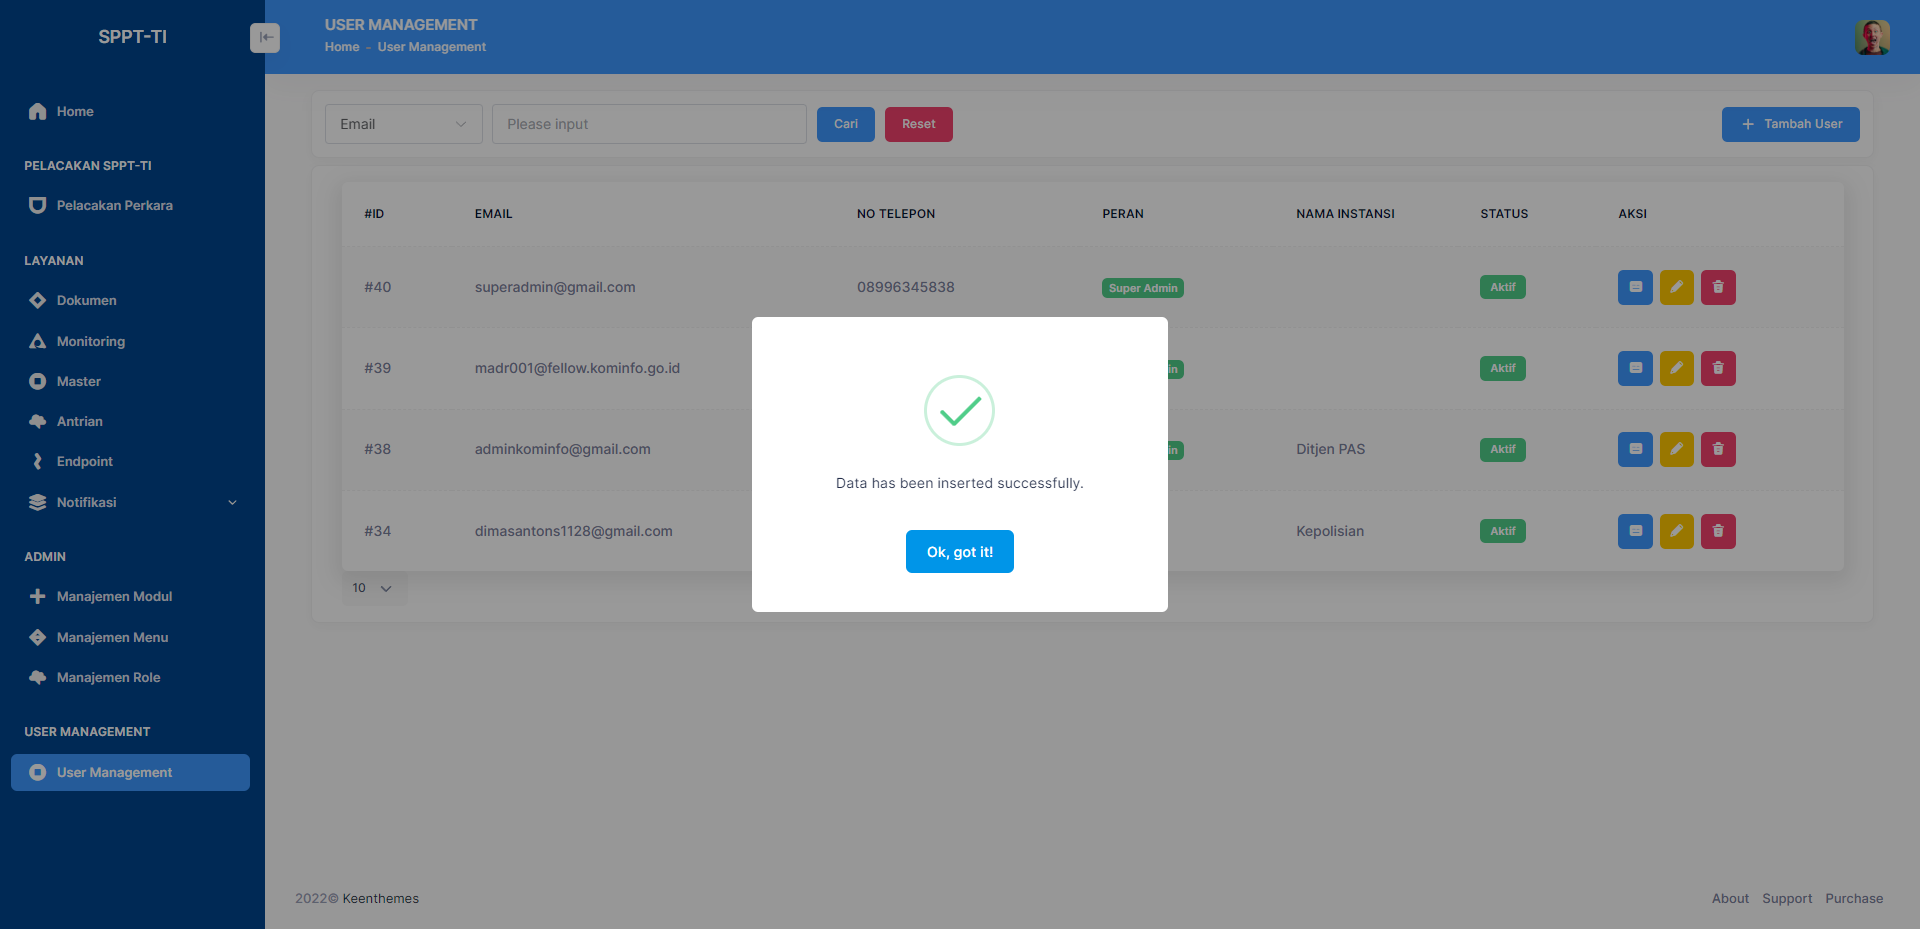 SPPT-TI
USER MANAGEMENT
Home - User Management
Home
PELACAKAN SPPT-TI
Pelacakan Perkara
LAYANAN
Dokumen
Monitoring
Master
Antrian
Endpoint
Notifikasi
ADMIN
Manajemen Modul
Manajemen Menu
Manajemen Role
USER MANAGEMENT
User Management
Email Please input Cari Reset + Tambah User
#ID EMAIL NO TELEPON PERAN NAMA INSTANSI STATUS AKSI
#40 superadmin@gmail.com 08996345838 Super Admin Aktif
#39 madr001@fellow.kominfo.go.id in Aktif
#38 adminkominfo@gmail.com in Ditjen PAS Aktif
#34 dimasantons1128@gmail.com Kepolisian Aktif
10
Data has been inserted successfully.
Ok, got it!
2022© Keenthemes
About Support Purchase